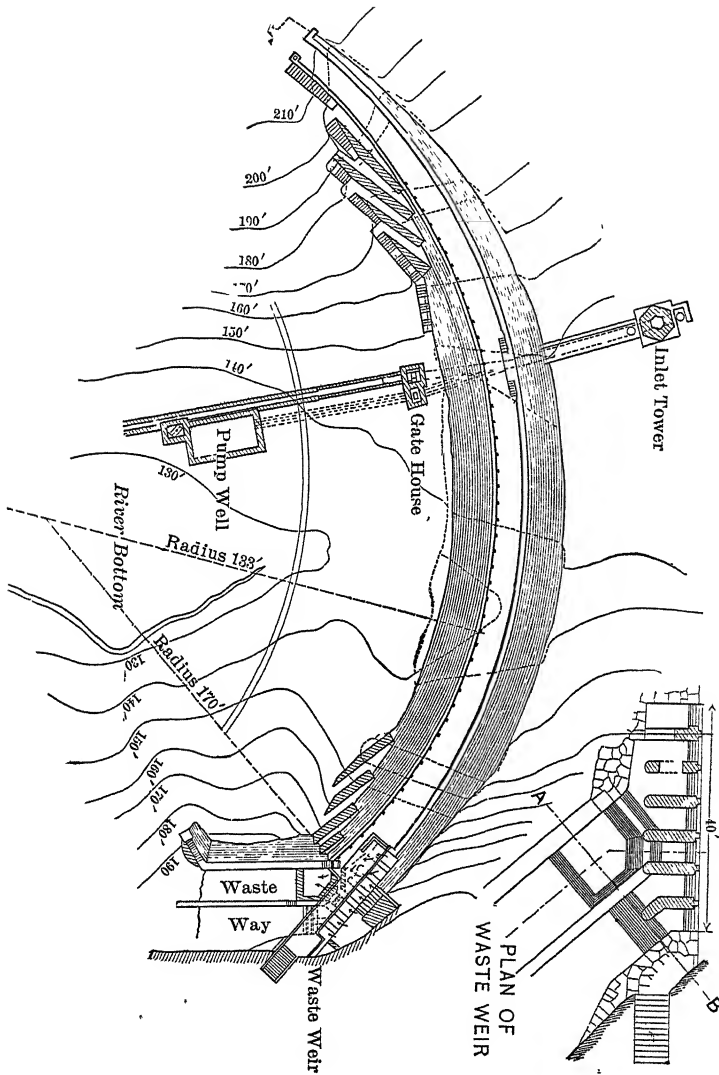 210'
200'
190'
180'
160'
150'
140'
130'
Inlet Tower
Gate House
Pump Well
River Bottom
Radius 133'
Radius 170'
140'
150'
160'
170'
180'
190
Waste
Way
Waste Weir
PLAN OF
WASTE WEIR
40'
A
B